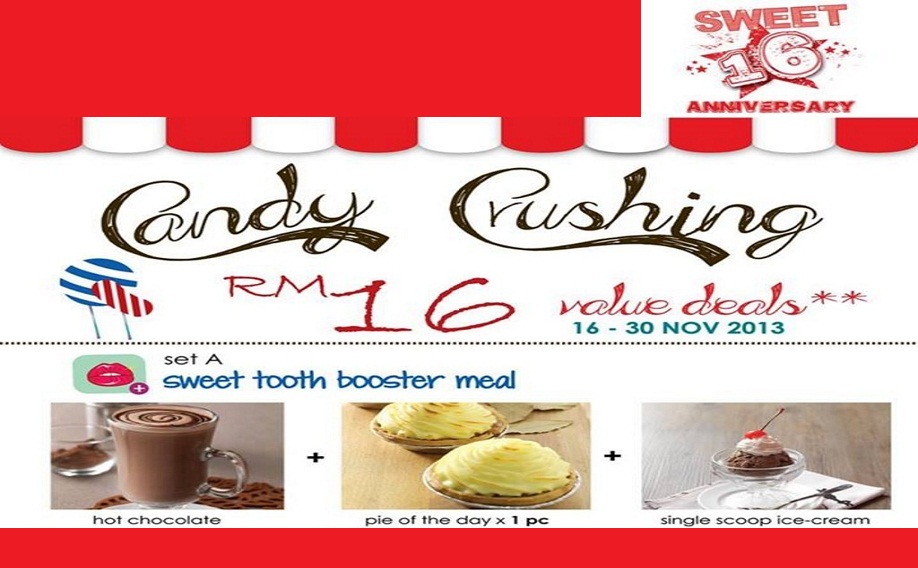 SWEET
16
ANNIVERSARY
Candy Crushing
RM16 value deals**
16 - 30 NOV 2013
set A
sweet tooth booster meal
+ +
hot chocolate pie of the day x 1 pc single scoop ice-cream